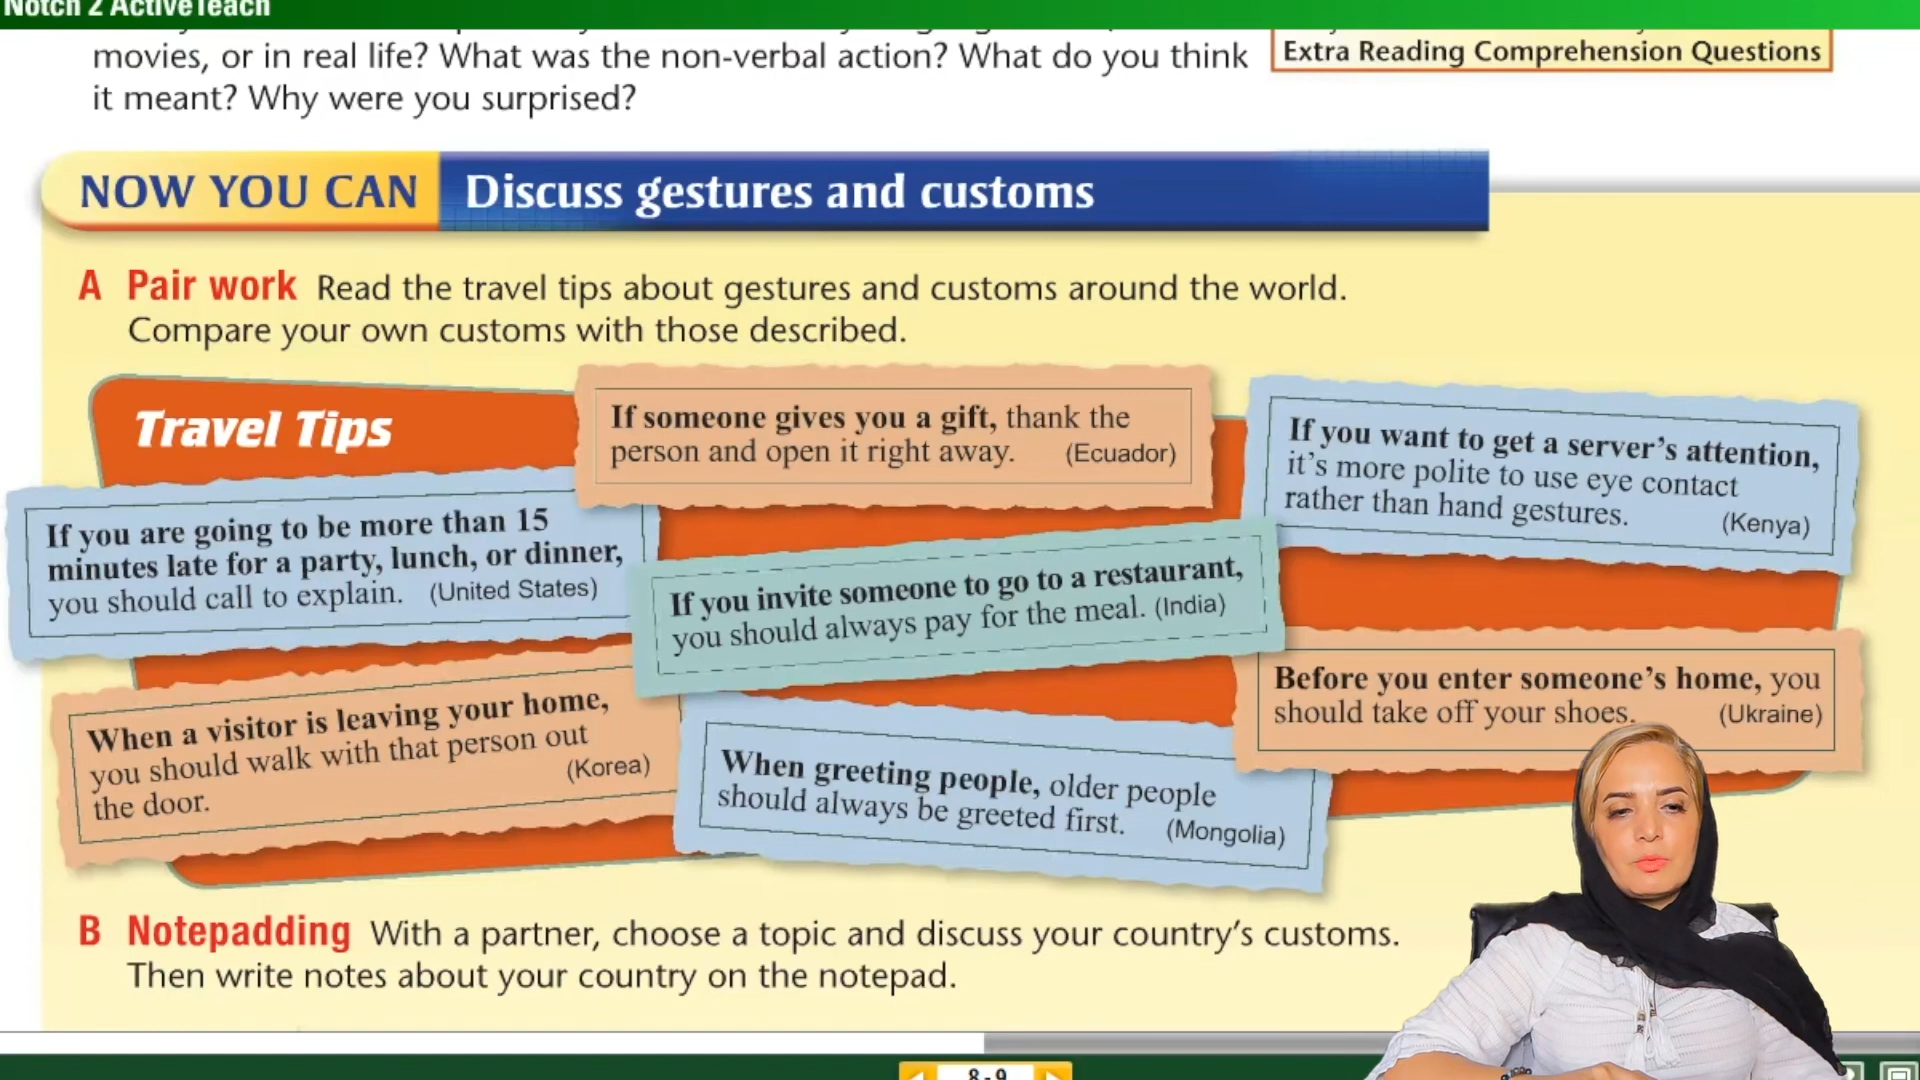 Notch 2 ActiveTeach
movies, or in real life? What was the non-verbal action? What do you think
it meant? Why were you surprised?
Extra Reading Comprehension Questions
NOW YOU CAN Discuss gestures and customs
A Pair work Read the travel tips about gestures and customs around the world.
Compare your own customs with those described.
Travel Tips
If someone gives you a gift, thank the
person and open it right away. (Ecuador)
If you want to get a server's attention,
it's more polite to use eye contact
rather than hand gestures. (Kenya)
If you are going to be more than 15
minutes late for a party, lunch, or dinner,
you should call to explain. (United States)
If you invite someone to go to a restaurant,
you should always pay for the meal. (India)
Before you enter someone's home, you
should take off your shoes. (Ukraine)
When a visitor is leaving your home,
you should walk with that person out
the door. (Korea)
When greeting people, older people
should always be greeted first. (Mongolia)
B Notepadding With a partner, choose a topic and discuss your country's customs.
Then write notes about your country on the notepad.
8-9